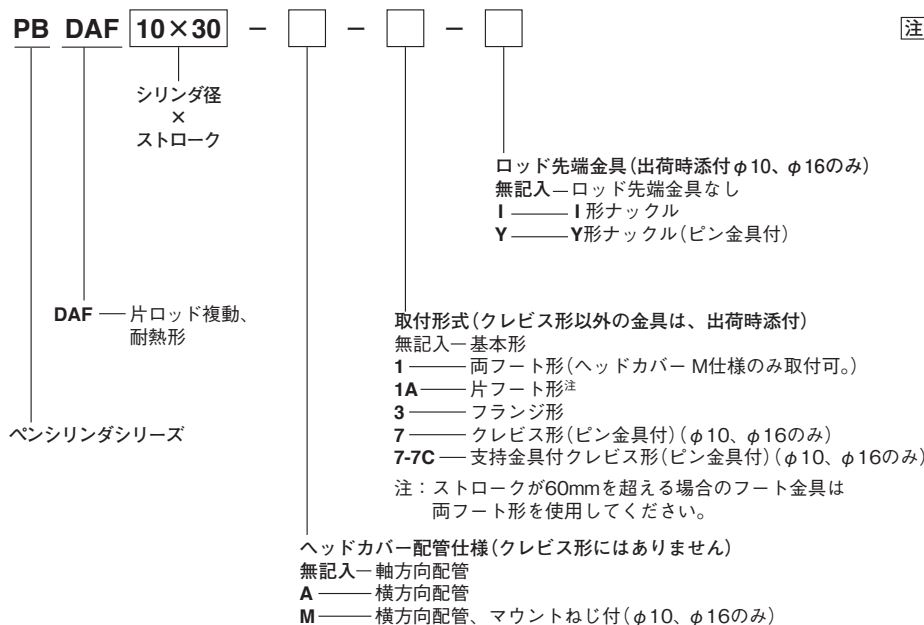 PB DAF 10×30 - □ - □ - □
注
シリンダ径
×
ストローク
ロッド先端金具(出荷時添付φ10、φ16のみ)
無記入—ロッド先端金具なし
I ——— I 形ナックル
Y ——— Y形ナックル(ピン金具付)
DAF — 片ロッド複動、
耐熱形
取付形式(クレビス形以外の金具は、出荷時添付)
無記入—基本形
1 ——— 両フート形(ヘッドカバー M仕様のみ取付可。)
1A —— 片フート形注
3 ——— フランジ形
7 ——— クレビス形(ピン金具付)(φ10、φ16のみ)
7-7C — 支持金具付クレビス形(ピン金具付)(φ10、φ16のみ)
ペンシリンダシリーズ
注:ストロークが60mmを超える場合のフート金具は
両フート形を使用してください。
ヘッドカバー配管仕様(クレビス形にはありません)
無記入—軸方向配管
A ——— 横方向配管
M ——— 横方向配管、マウントねじ付(φ10、φ16のみ)